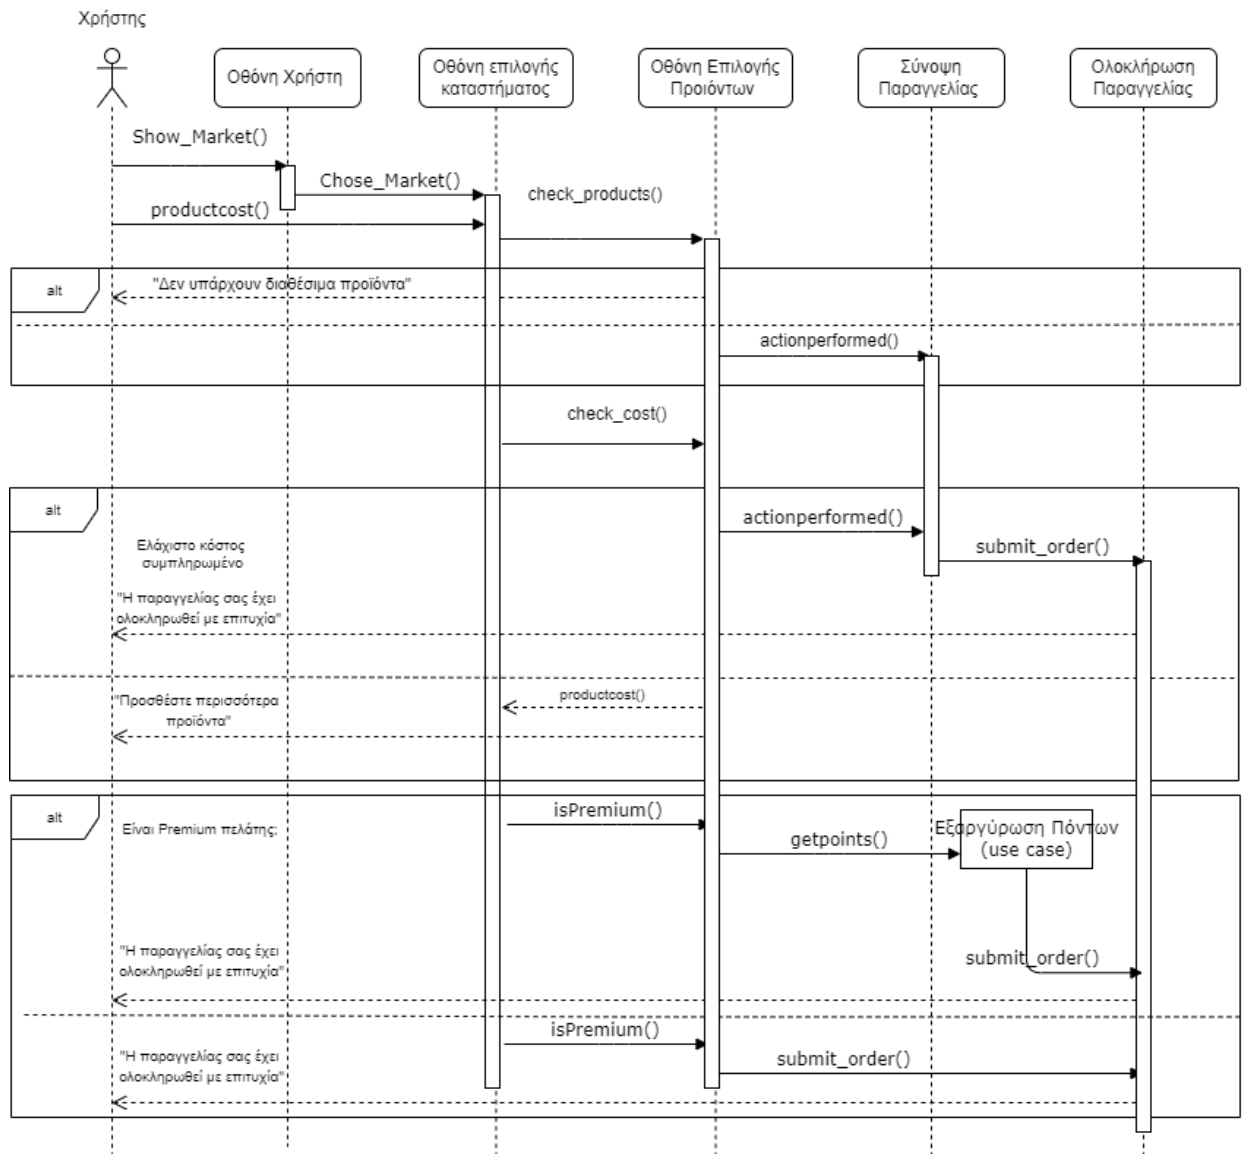 Χρήστης
Οθόνη Χρήστη
Οθόνη επιλογής
καταστήματος
Οθόνη Επιλογής
Προιόντων
Σύνοψη
Παραγγελίας
Ολοκλήρωση
Παραγγελίας
Show_Market()
Chose_Market()
check_products()
productcost()
alt
"Δεν υπάρχουν διαθέσιμα προϊόντα"
actionperformed()
check_cost()
alt
actionperformed()
submit_order()
Ελάχιστο κόστος
συμπληρωμένο
"Η παραγγελίας σας έχει
ολοκληρωθεί με επιτυχία"
productcost()
"Προσθέστε περισσότερα
προϊόντα"
alt
isPremium()
Είναι Premium πελάτης;
getpoints()
Εξαργύρωση Πόντων
(use case)
"Η παραγγελίας σας έχει
ολοκληρωθεί με επιτυχία"
submit_order()
isPremium()
"Η παραγγελίας σας έχει
ολοκληρωθεί με επιτυχία"
submit_order()